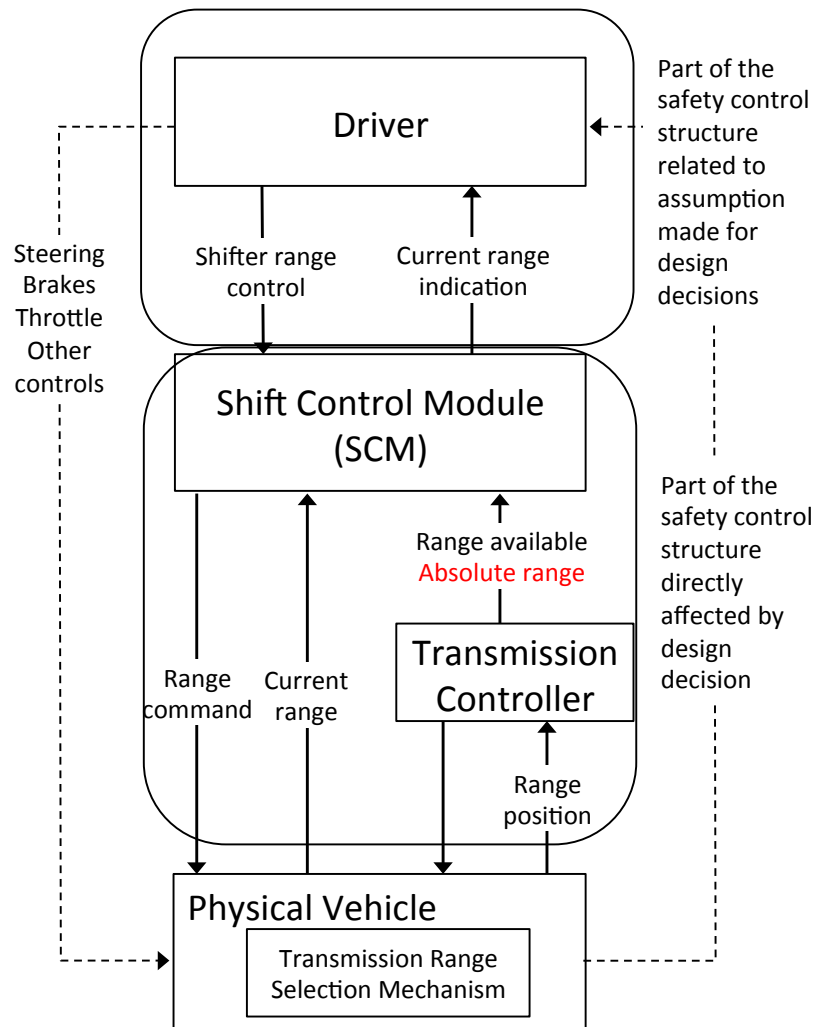 Driver
Part of the
safety control
structure
related to
assumption
made for
design
decisions
Steering
Brakes
Throttle
Other
controls
Shifter range
control
Current range
indication
Shift Control Module
(SCM)
Range available
Absolute range
Part of the
safety control
structure
directly
affected by
design
decision
Transmission
Controller
Range
command
Current
range
Range
position
Physical Vehicle
Transmission Range
Selection Mechanism